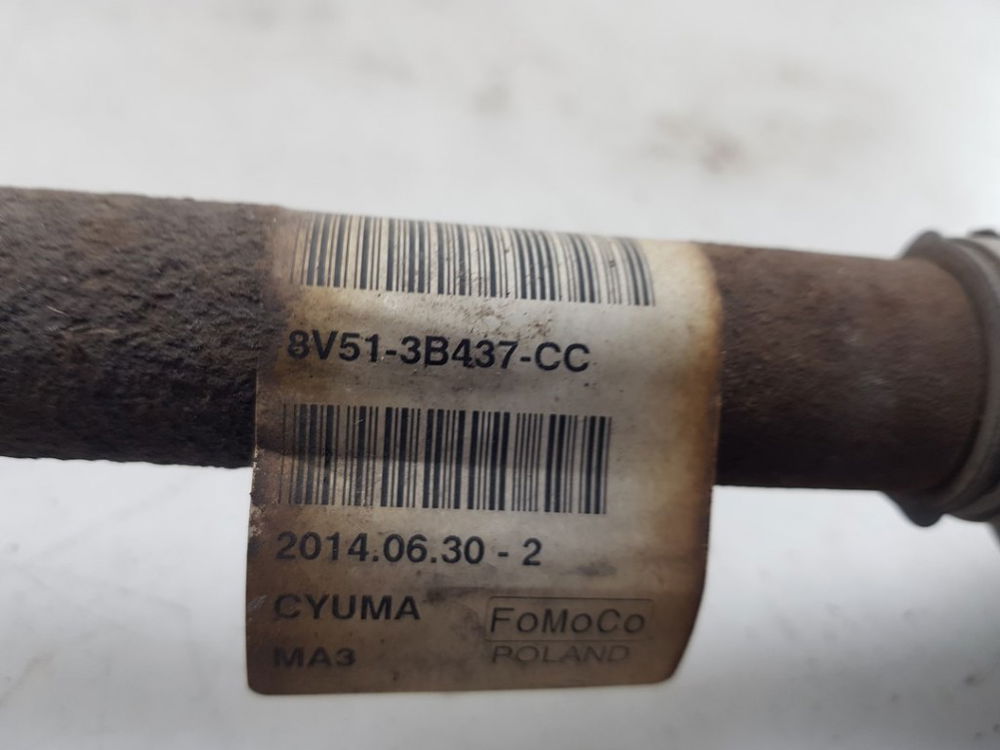 8V51-3B437-CC
2014.06.30 - 2
CYUMA
FoMoCo
MA3
POLAND